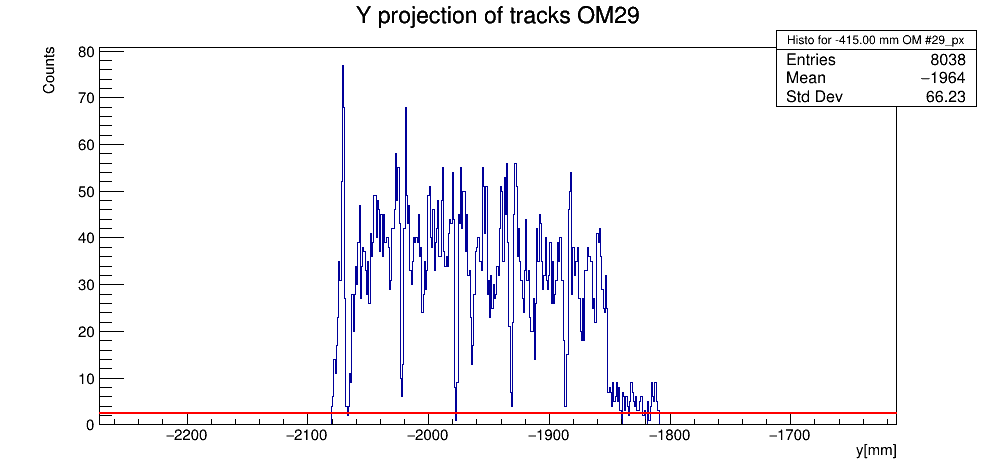 Y projection of tracks OM29
Histo for -415.00 mm OM #29_px
Entries 8038
Mean −1964
Std Dev 66.23
Counts
80
70
60
50
40
30
20
10
0
−2200 −2100 −2000 −1900 −1800 −1700
y[mm]